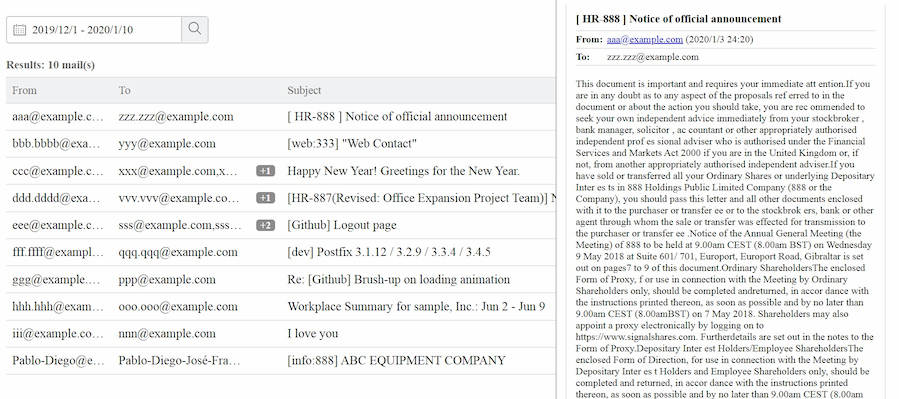 2019/12/1 - 2020/1/10
Results: 10 mail(s)
From To Subject
aaa@example.c… zzz.zzz@example.com [ HR-888 ] Notice of official announcement
bbb.bbbb@exa… yyy@example.com [web:333] "Web Contact"
ccc@example.c… xxx@example.com,x… +1 Happy New Year! Greetings for the New Year.
ddd.dddd@exa… vvv.vvv@example.co… +1 [HR-887(Revised: Office Expansion Project Team)] N
eee@example.c… sss@example.com,sss… +2 [Github] Logout page
fff.ffff@exampl… qqq.qqq@example.com [dev] Postfix 3.1.12 / 3.2.9 / 3.3.4 / 3.4.5
ggg@example.… ppp@example.com Re: [Github] Brush-up on loading animation
hhh.hhh@exam… ooo.ooo@example.com Workplace Summary for sample, Inc.: Jun 2 - Jun 9
iii@example.co… nnn@example.com I love you
Pablo-Diego@e… Pablo-Diego-José-Fra… [info:888] ABC EQUIPMENT COMPANY
[ HR-888 ] Notice of official announcement
From: aaa@example.com (2020/1/3 24:20)
To: zzz.zzz@example.com
This document is important and requires your immediate att ention.If you
are in any doubt as to any aspect of the proposals ref erred to in the
document or about the action you should take, you are rec ommended to
seek your own independent advice immediately from your stockbroker ,
bank manager, solicitor , ac countant or other appropriately authorised
independent prof es sional adviser who is authorised under the Financial
Services and Markets Act 2000 if you are in the United Kingdom or, if
not, from another appropriately authorised independent adviser.If you
have sold or transferred all your Ordinary Shares or underlying Depositary
Inter es ts in 888 Holdings Public Limited Company (888 or the
Company), you should pass this letter and all other documents enclosed
with it to the purchaser or transfer ee or to the stockbrok ers, bank or other
agent through whom the sale or transfer was effected for transmission to
the purchaser or transfer ee .Notice of the Annual General Meeting (the
Meeting) of 888 to be held at 9.00am CEST (8.00am BST) on Wednesday
9 May 2018 at Suite 601/ 701, Europort, Europort Road, Gibraltar is set
out on pages7 to 9 of this document.Ordinary ShareholdersThe enclosed
Form of Proxy, f or use in connection with the Meeting by Ordinary
Shareholders only, should be completed andreturned, in accor dance with
the instructions printed thereon, as soon as possible and by no later than
9.00am CEST (8.00amBST) on 7 May 2018. Shareholders may also
appoint a proxy electronically by logging on to
https://www.signalshares.com. Furtherdetails are set out in the notes to the
Form of Proxy.Depositary Inter est Holders/Employee ShareholdersThe
enclosed Form of Direction, for use in connection with the Meeting by
Depositary Inter es t Holders and Employee Shareholders only, should be
completed and returned, in accor dance with the instructions printed
thereon, as soon as possible and by no later than 9.00am CEST (8.00am